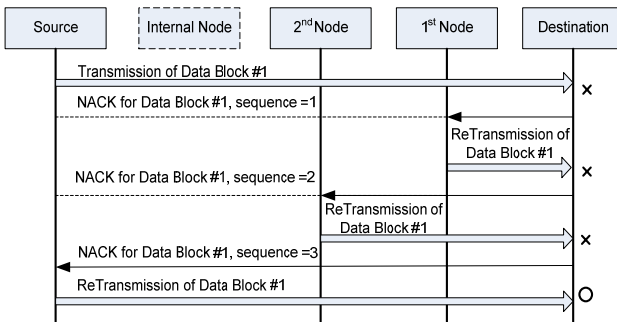 Source
Internal Node
2nd Node
1st Node
Destination
Transmission of Data Block #1
×
NACK for Data Block #1, sequence =1
ReTransmission of
Data Block #1
×
NACK for Data Block #1, sequence =2
ReTransmission of
Data Block #1
×
NACK for Data Block #1, sequence =3
ReTransmission of Data Block #1
O